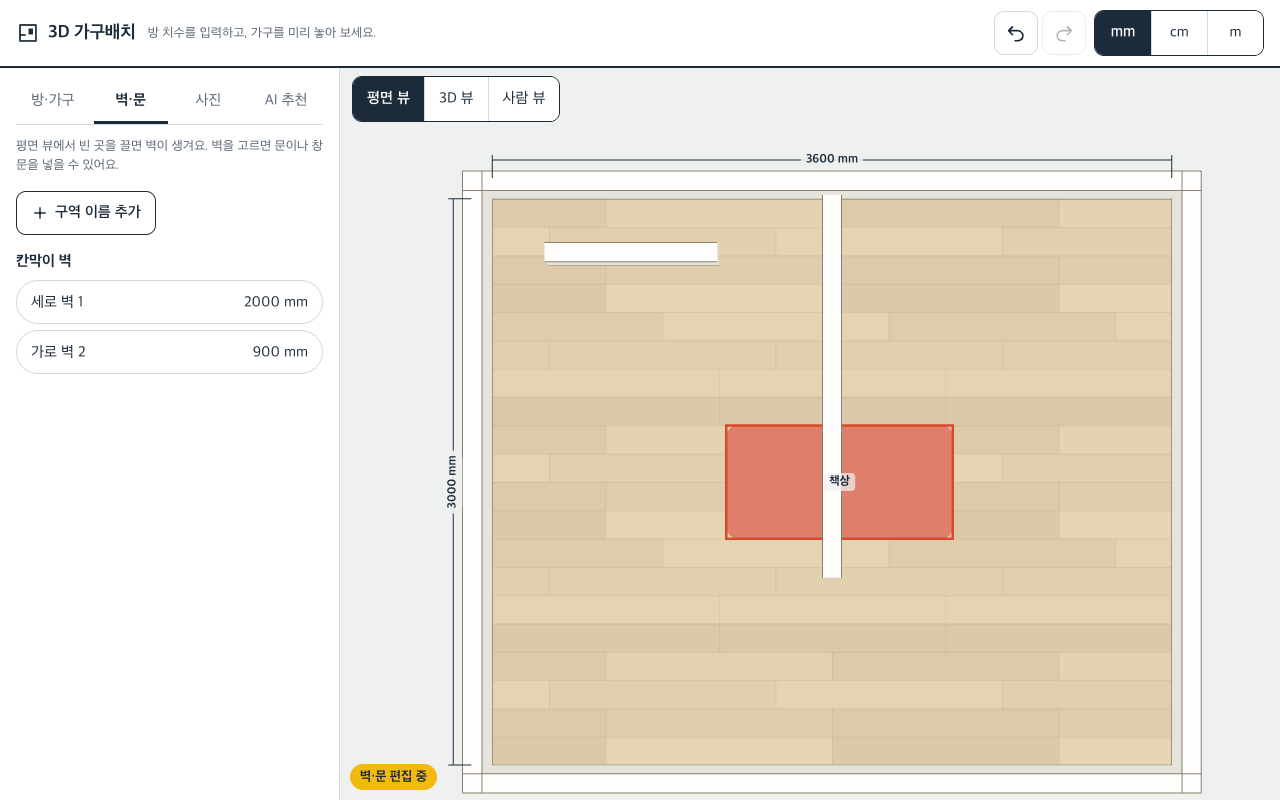 3D 가구배치
방 치수를 입력하고, 가구를 미리 놓아 보세요.
mm
cm
m
방·가구
벽·문
사진
AI 추천
평면 뷰
3D 뷰
사람 뷰
평면 뷰에서 빈 곳을 끌면 벽이 생겨요. 벽을 고르면 문이나 창
문을 넣을 수 있어요.
구역 이름 추가
칸막이 벽
세로 벽 1
2000 mm
가로 벽 2
900 mm
3600 mm
3000 mm
책상
벽·문 편집 중